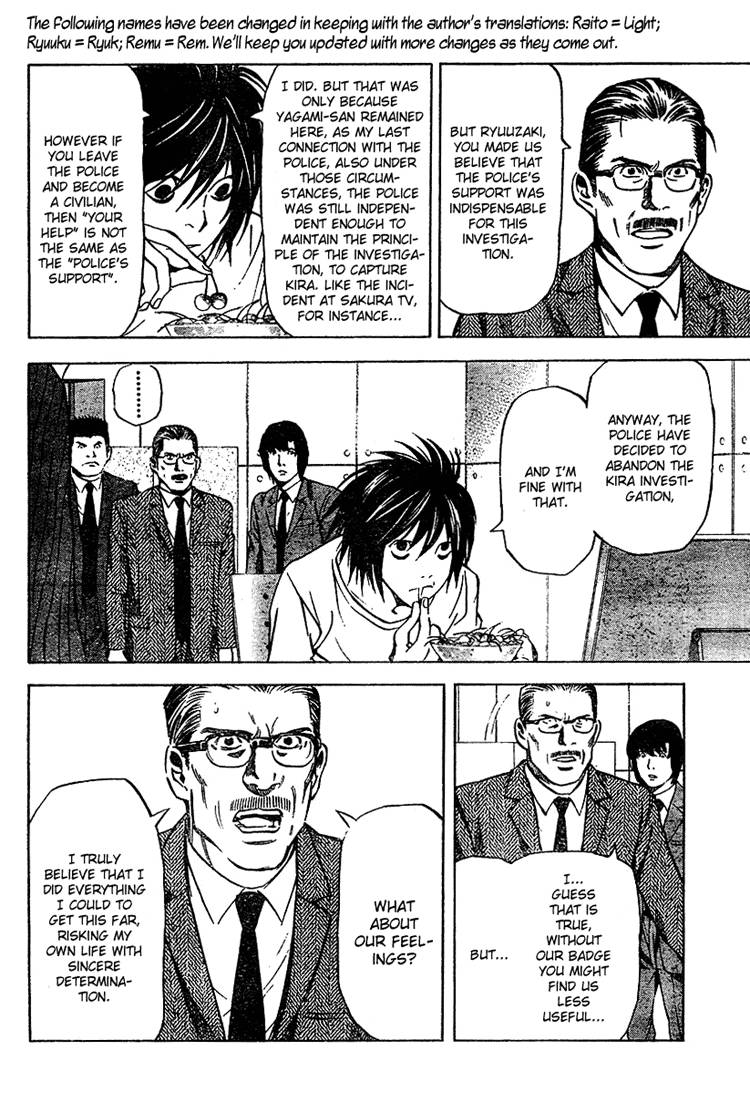 The following names have been changed in keeping with the author's translations: Raito = Light;
Ryuuku = Ryuk; Remu = Rem. We'll keep you updated with more changes as they come out.
BUT RYUUZAKI,
YOU MADE US
BELIEVE THAT
THE POLICE'S
SUPPORT WAS
INDISPENSABLE
FOR THIS
INVESTIGA-
TION.
I DID. BUT THAT WAS
ONLY BECAUSE
YAGAMI-SAN REMAINED
HERE, AS MY LAST
CONNECTION WITH THE
POLICE, ALSO UNDER
THOSE CIRCUM-
STANCES, THE POLICE
WAS STILL INDEPEN-
DENT ENOUGH TO
MAINTAIN THE PRINCI-
PLE OF THE INVESTIGA-
TION, TO CAPTURE
KIRA. LIKE THE INCI-
DENT AT SAKURA TV,
FOR INSTANCE...
HOWEVER IF
YOU LEAVE
THE POLICE
AND BECOME
A CIVILIAN,
THEN "YOUR
HELP" IS NOT
THE SAME AS
THE "POLICE'S
SUPPORT".
ANYWAY, THE
POLICE HAVE
DECIDED TO
ABANDON THE
KIRA INVESTI-
GATION,
AND I'M
FINE WITH
THAT.
........
I...
GUESS
THAT IS
TRUE,
WITHOUT
OUR BADGE
YOU MIGHT
FIND US
LESS
USEFUL...
BUT...
WHAT
ABOUT
OUR FEEL-
INGS?
I TRULY
BELIEVE THAT I
DID EVERYTHING
I COULD TO
GET THIS FAR,
RISKING MY
OWN LIFE WITH
SINCERE
DETERMINA-
TION.